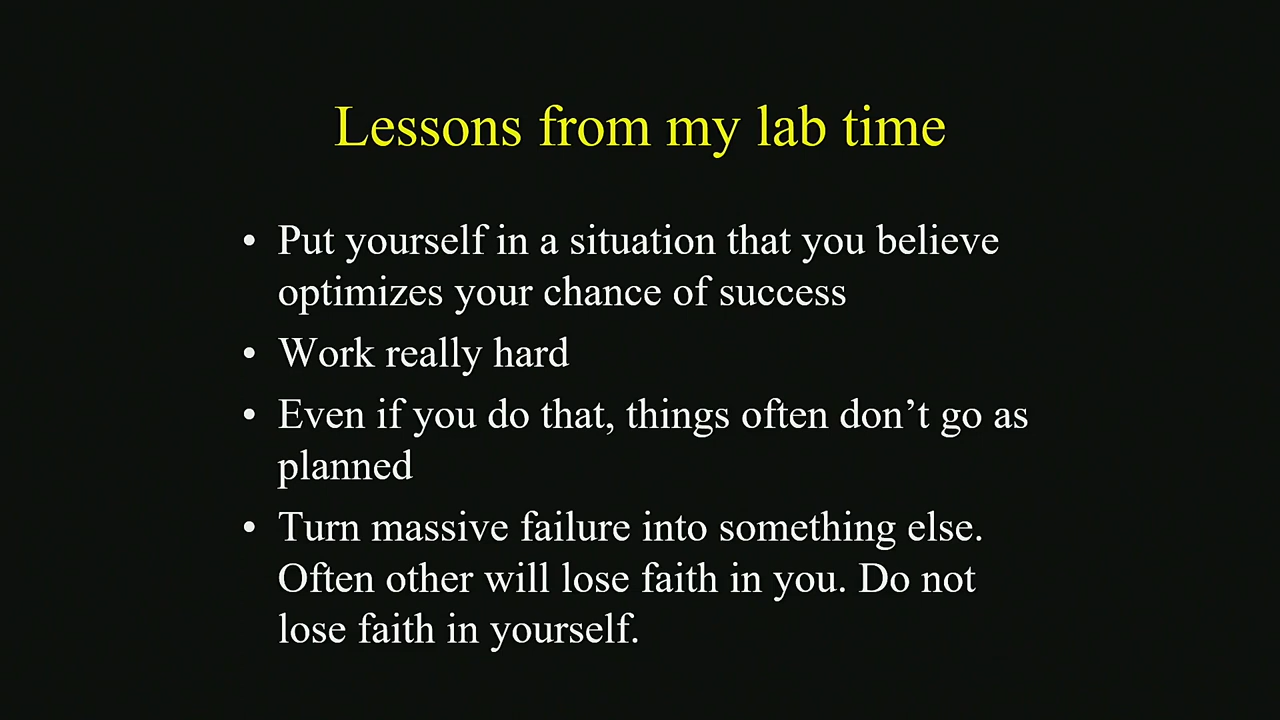 Lessons from my lab time
• Put yourself in a situation that you believe
optimizes your chance of success
• Work really hard
• Even if you do that, things often don’t go as
planned
• Turn massive failure into something else.
Often other will lose faith in you. Do not
lose faith in yourself.